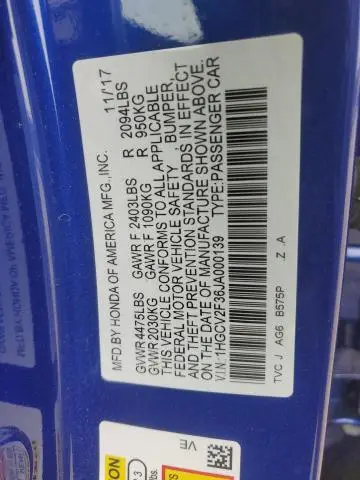 MFD BY HONDA OF AMERICA MFG.,INC. 11/17
GVWR 4475LBS GAWR F 2403LBS R 2094LBS
GVWR 2030KG GAWR F 1090KG R 950KG
THIS VEHICLE CONFORMS TO ALL APPLICABLE
FEDERAL MOTOR VEHICLE SAFETY , BUMPER,
AND THEFT PREVENTION STANDARDS IN EFFECT
ON THE DATE OF MANUFACTURE SHOWN ABOVE.
VIN:1HGCV2F36JA000139 TYPE:PASSENGER CAR
TVC J AG6 B575P .Z .A